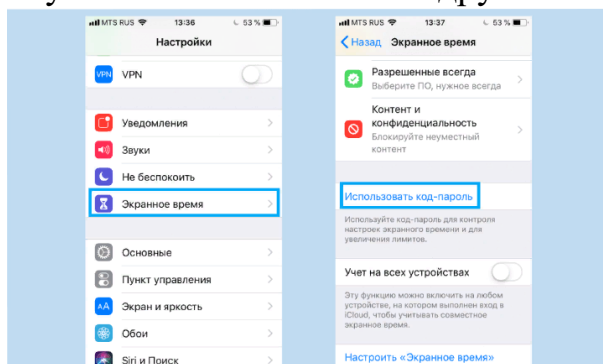 MTS RUS 13:36 53 %
Настройки
VPN VPN
Уведомления
Звуки
Не беспокоить
Экранное время
Основные
Пункт управления
AA Экран и яркость
Обои
Siri и Поиск
MTS RUS 13:37 53 %
Назад Экранное время
Разрешенные всегда
Выберите ПО, нужное всегда
Контент и
конфиденциальность
Блокируйте неуместный
контент
Использовать код-пароль
Используйте код-пароль для контроля
настроек экранного времени и для
увеличения лимитов.
Учет на всех устройствах
Эту функцию можно включить на любом
устройстве, на котором выполнен вход в
iCloud, чтобы учитывать совместное
экранное время.
Настроить «Экранное время»